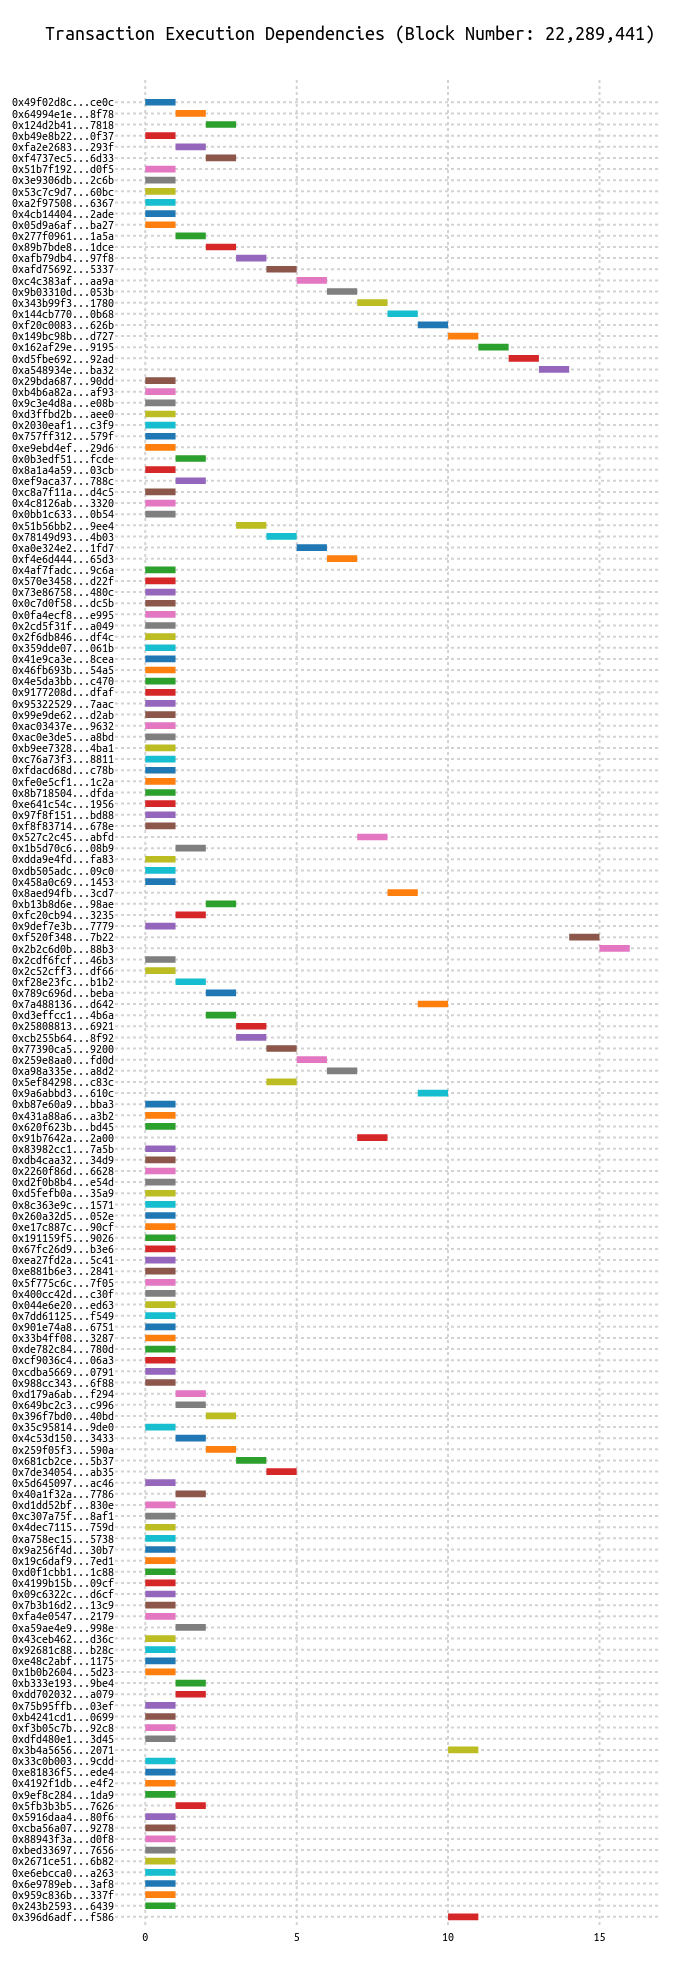 Transaction Execution Dependencies (Block Number: 22,289,441)
0x49f02d8c...ce0c
0x64994e1e...8f78
0x124d2b41...7818
0xb49e8b22...0f37
0xfa2e2683...293f
0xf4737ec5...6d33
0x51b7f192...d0f5
0x3e9306db...2c6b
0x53c7c9d7...60bc
0xa2f97508...6367
0x4cb14404...2ade
0x05d9a6af...ba27
0x277f0961...1a5a
0x89b7bde8...1dce
0xafb79db4...97f8
0xafd75692...5337
0xc4c383af...aa9a
0x9b03310d...053b
0x343b99f3...1780
0x144cb770...0b68
0xf20c0083...626b
0x149bc98b...d727
0x162af29e...9195
0xd5fbe692...92ad
0xa548934e...ba32
0x29bda687...90dd
0xb4b6a82a...af93
0x9c3e4d8a...e08b
0xd3ffbd2b...aee0
0x2030eaf1...c3f9
0x757ff312...579f
0xe9ebd4ef...29d6
0x0b3edf51...fcde
0x8a1a4a59...03cb
0xef9aca37...788c
0xc8a7f11a...d4c5
0x4c8126ab...3320
0x0bb1c633...0b54
0x51b56bb2...9ee4
0x78149d93...4b03
0xa0e324e2...1fd7
0xf4e6d444...65d3
0x4af7fadc...9c6a
0x570e3458...d22f
0x73e86758...480c
0x0c7d0f58...dc5b
0x0fa4ecf8...e995
0x2cd5f31f...a049
0x2f6db846...df4c
0x359dde07...061b
0x41e9ca3e...8cea
0x46fb693b...54a5
0x4e5da3bb...c470
0x9177208d...dfaf
0x95322529...7aac
0x99e9de62...d2ab
0xac03437e...9632
0xac0e3de5...a8bd
0xb9ee7328...4ba1
0xc76a73f3...8811
0xfdacd68d...c78b
0xfe0e5cf1...1c2a
0x8b718504...dfda
0xe641c54c...1956
0x97f8f151...bd88
0xf8f83714...678e
0x527c2c45...abfd
0x1b5d70c6...08b9
0xdda9e4fd...fa83
0xdb505adc...09c0
0x458a0c69...1453
0x8aed94fb...3cd7
0xb13b8d6e...98ae
0xfc20cb94...3235
0x9def7e3b...7779
0xf520f348...7b22
0x2b2c6d0b...88b3
0x2cdf6fcf...46b3
0x2c52cff3...df66
0xf28e23fc...b1b2
0x789c696d...beba
0x7a488136...d642
0xd3effcc1...4b6a
0x25808813...6921
0xcb255b64...8f92
0x77390ca5...9200
0x259e8aa0...fd0d
0xa98a335e...a8d2
0x5ef84298...c83c
0x9a6abbd3...610c
0xb87e60a9...bba3
0x431a88a6...a3b2
0x620f623b...bd45
0x91b7642a...2a00
0x83982cc1...7a5b
0xdb4caa32...34d9
0x2260f86d...6628
0xd2f0b8b4...e54d
0xd5fefb0a...35a9
0x8c363e9c...1571
0x260a32d5...052e
0xe17c887c...90cf
0x191159f5...9026
0x67fc26d9...b3e6
0xea27fd2a...5c41
0xe881b6e3...2841
0x5f775c6c...7f05
0x400cc42d...c30f
0x044e6e20...ed63
0x7dd61125...f549
0x901e74a8...6751
0x33b4ff08...3287
0xde782c84...780d
0xcf9036c4...06a3
0xcdba5669...0791
0x988cc343...6f88
0xd179a6ab...f294
0x649bc2c3...c996
0x396f7bd0...40bd
0x35c95814...9de0
0x4c53d150...3433
0x259f05f3...590a
0x681cb2ce...5b37
0x7de34054...ab35
0x5d645097...ac46
0x40a1f32a...7786
0xd1dd52bf...830e
0xc307a75f...8af1
0x4dec7115...759d
0xa758ec15...5738
0x9a256f4d...30b7
0x19c6daf9...7ed1
0xd0f1cbb1...1c88
0x4199b15b...09cf
0x09c6322c...d6cf
0x7b3b16d2...13c9
0xfa4e0547...2179
0xa59ae4e9...998e
0x43ceb462...d36c
0x92681c88...b28c
0xe48c2abf...1175
0x1b0b2604...5d23
0xb333e193...9be4
0xdd702032...a079
0x75b95ffb...03ef
0xb4241cd1...0699
0xf3b05c7b...92c8
0xdfd480e1...3d45
0x3b4a5656...2071
0x33c0b003...9cdd
0xe81836f5...ede4
0x4192f1db...e4f2
0x9ef8c284...1da9
0x5fb3b3b5...7626
0x5916daa4...80f6
0xcba56a07...9278
0x88943f3a...d0f8
0xbed33697...7656
0x2671ce51...6b82
0xe6ebcca0...a263
0x6e9789eb...3af8
0x959c836b...337f
0x243b2593...6439
0x396d6adf...f586
0 5 10 15